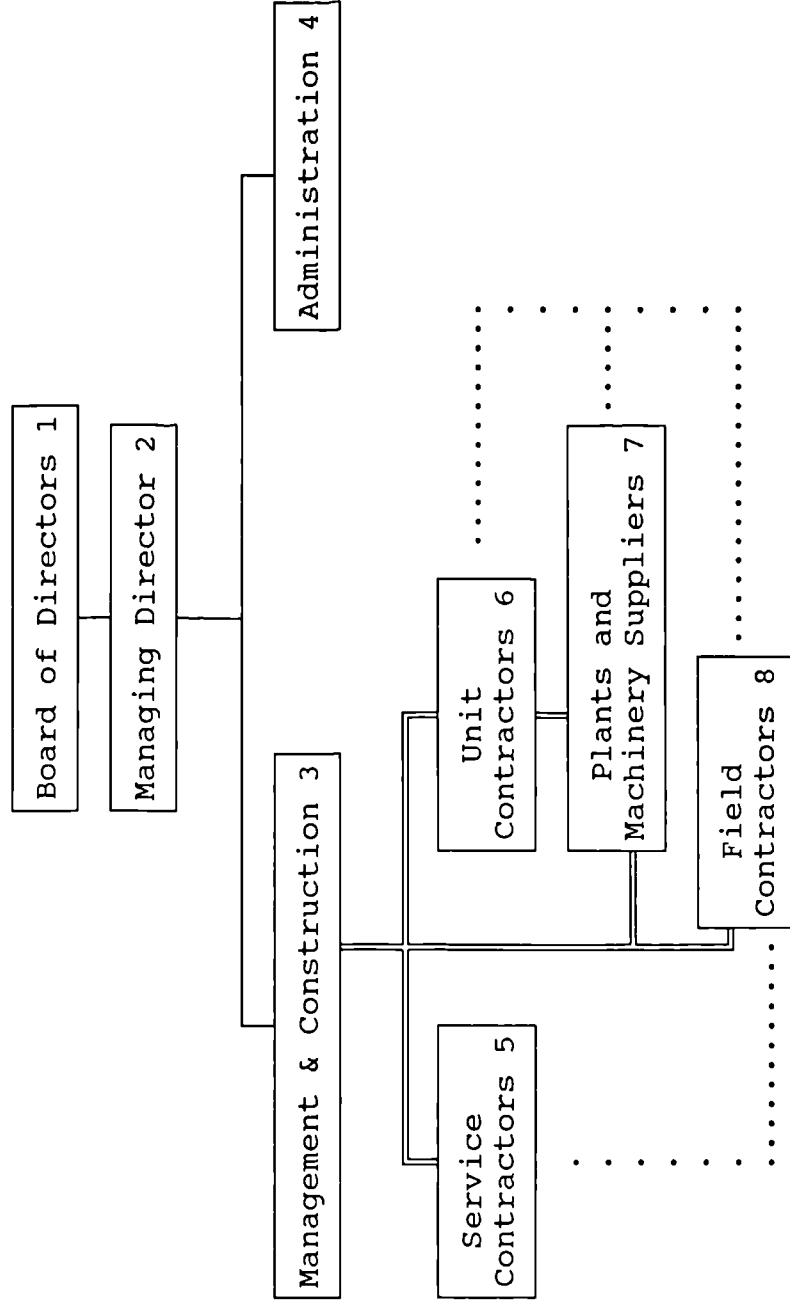 Board of Directors 1
Managing Director 2
Management & Construction 3
Administration 4
Service
Contractors 5
Unit
Contractors 6
Plants and
Machinery Suppliers 7
Field
Contractors 8